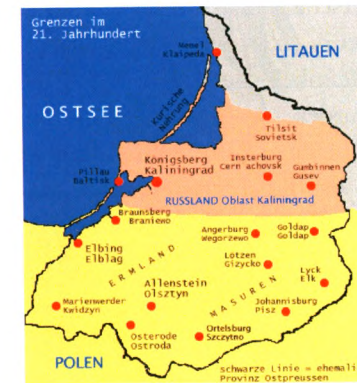 Grenzen im
21. Jahrhundert
Memel
Klaipeda
LITAUEN
OSTSEE
Kurische
Nehrung
Tilsit
Sovietsk
Königsberg
Kaliningrad
Insterburg
Cern achovsk
Gumbinnen
Gusev
Pillau
Baltisk
RUSSLAND Oblast Kaliningrad
Braunsberg
Braniewo
Angerburg
Wegorzewo
Goldap
Goldap
Elbing
Elblag
ERMLAND
Lotzen
Gizycko
Lyck
Elk
Allenstein
Olsztyn
MASUREN
Marienwerder
Kwidzyn
Johannisburg
Pisz
Osterode
Ostroda
Ortelsburg
Szczytno
POLEN
schwarze Linie = ehemali
Provinz Ostpreussen